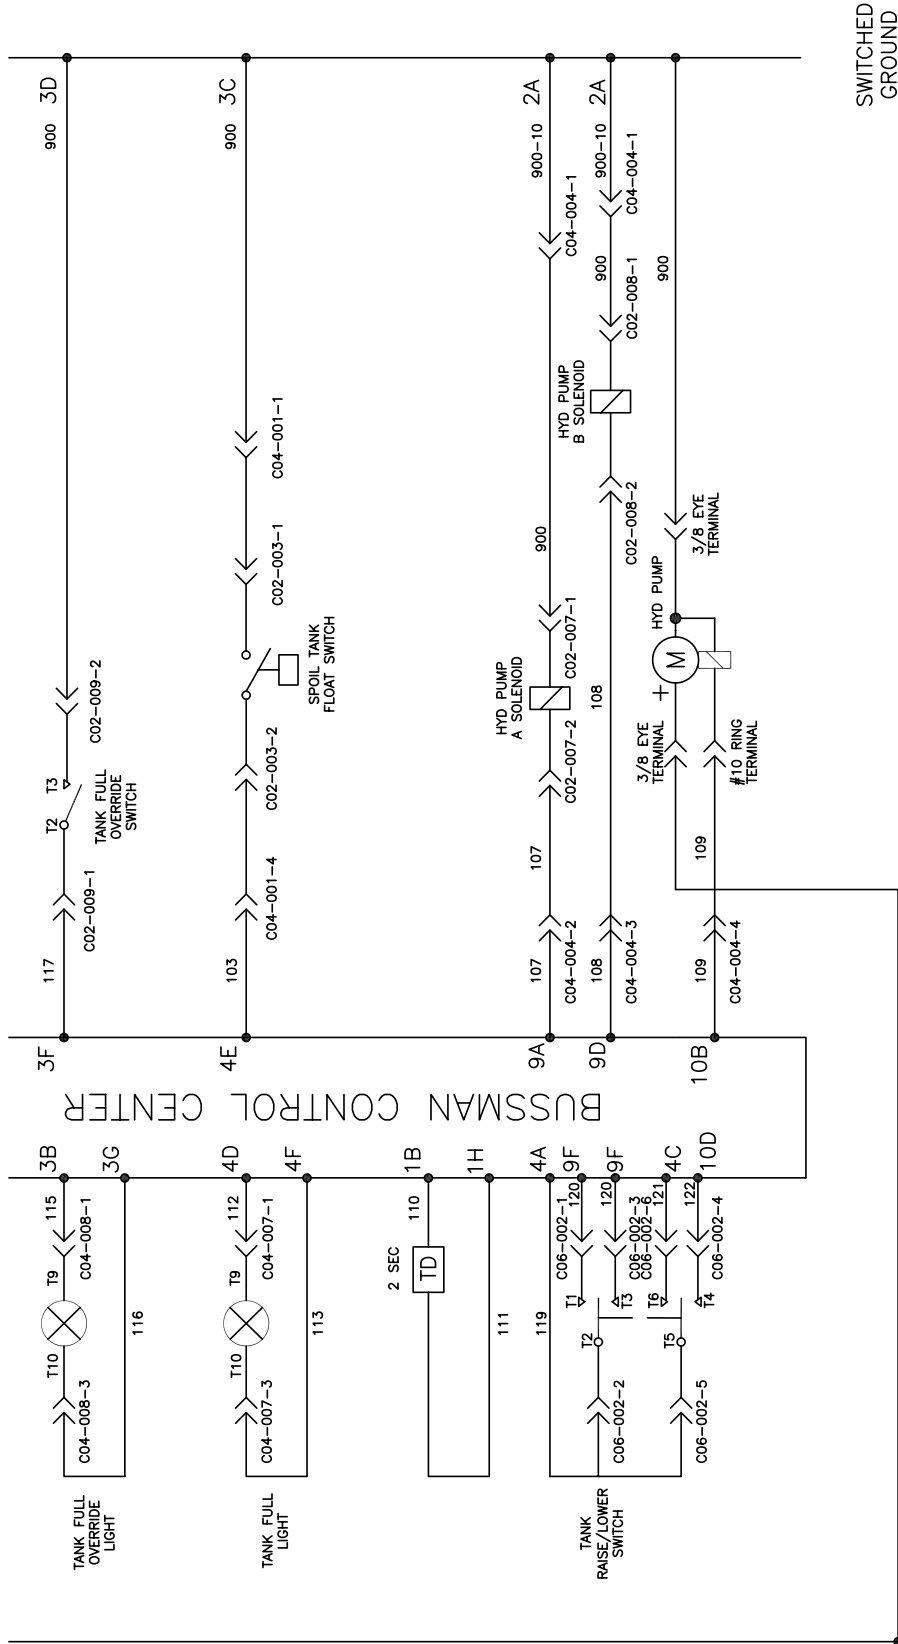 SWITCHED
GROUND
3D
900
C02-009-2
T3
T2
TANK FULL
OVERRIDE
SWITCH
C02-009-1
117
3F
3C
900
C04-001-1
C02-003-1
SPOIL TANK
FLOAT SWITCH
C02-003-2
C04-001-4
103
4E
2A
900-10
C04-004-1
900
C02-007-1
HYD PUMP
A SOLENOID
C02-007-2
107
107
C04-004-2
9A
2A
900-10
C04-004-1
900
C02-008-1
HYD PUMP
B SOLENOID
C02-008-2
108
108
C04-004-3
9D
900
3/8 EYE
TERMINAL
HYD PUMP
M
+
3/8 EYE
TERMINAL
#10 RING
TERMINAL
109
109
C04-004-4
10B
BUSSMAN CONTROL CENTER
3B
115
C04-008-1
T9
T10
C04-008-3
3G
116
TANK FULL
OVERRIDE
LIGHT
4D
112
C04-007-1
T9
T10
C04-007-3
4F
113
TANK FULL
LIGHT
1B
110
2 SEC
TD
1H
111
4A
119
9F
120
C06-002-1
T1
9F
120
C06-002-3
T3
T2
C06-002-2
4C
121
C06-002-6
T6
10D
122
C06-002-4
T4
T5
C06-002-5
TANK
RAISE/LOWER
SWITCH